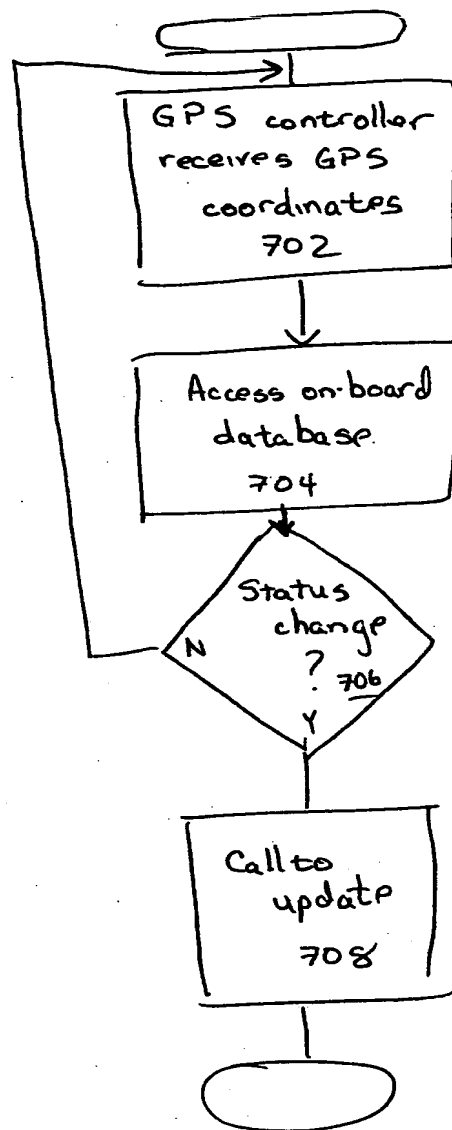 GPS controller
receives GPS
coordinates
702
Access on-board
database.
704
Status
change
?
706
N
Y
Call to
update
708